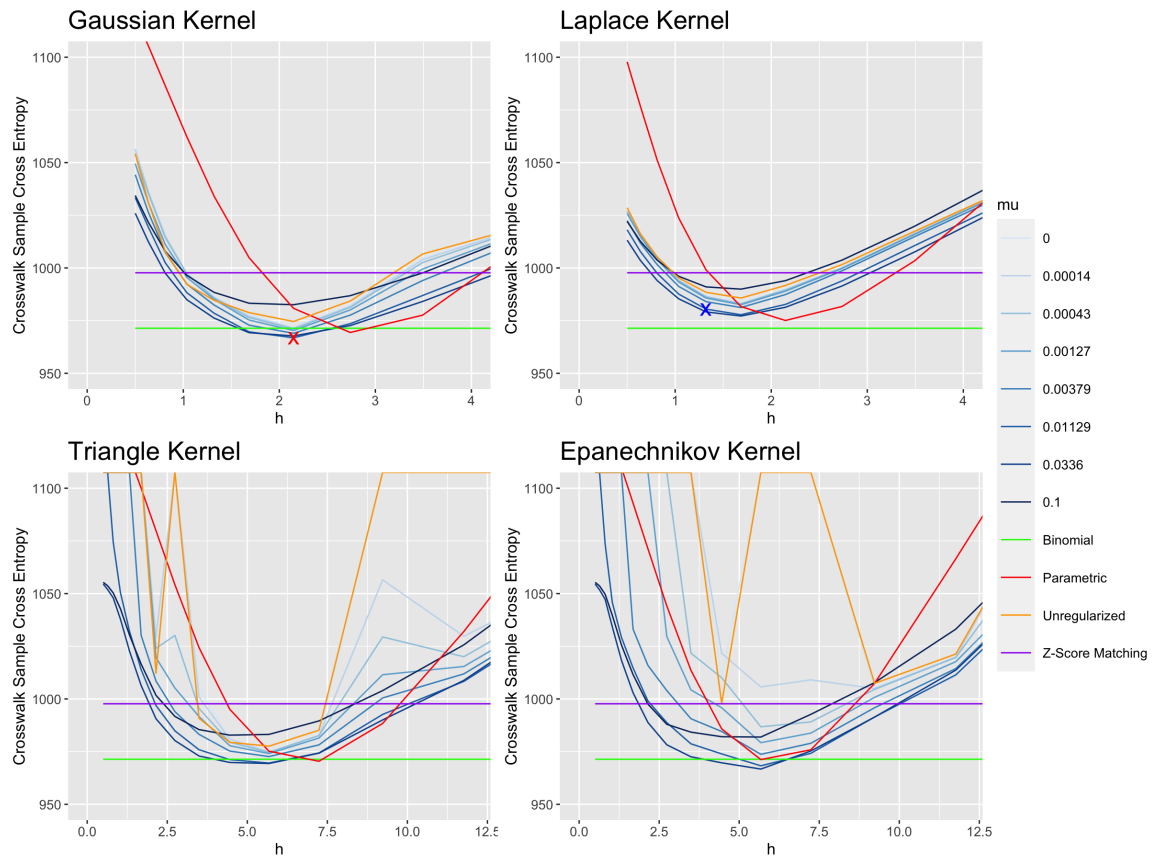 Gaussian Kernel
Crosswalk Sample Cross Entropy
1100
1050
1000
950
0 1 2 3 4
h
X
Laplace Kernel
Crosswalk Sample Cross Entropy
1100
1050
1000
950
0 1 2 3 4
h
X
Triangle Kernel
Crosswalk Sample Cross Entropy
1100
1050
1000
950
0.0 2.5 5.0 7.5 10.0 12.5
h
Epanechnikov Kernel
Crosswalk Sample Cross Entropy
1100
1050
1000
950
0.0 2.5 5.0 7.5 10.0 12.5
h
mu
0
0.00014
0.00043
0.00127
0.00379
0.01129
0.0336
0.1
Binomial
Parametric
Unregularized
Z-Score Matching